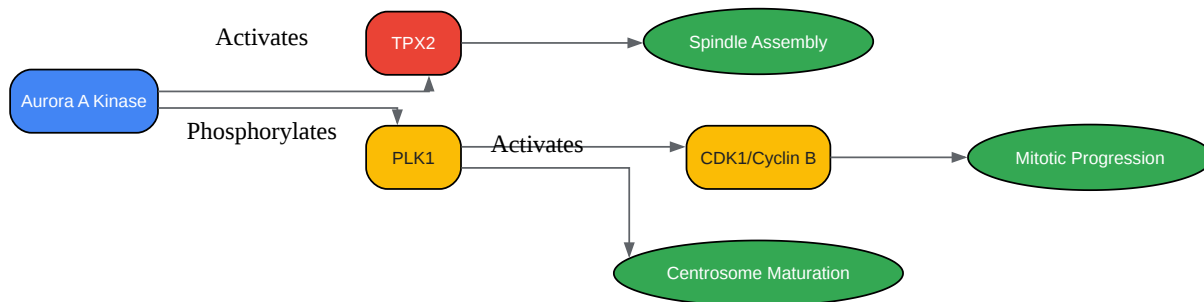 Activates
TPX2
Spindle Assembly
Aurora A Kinase
Phosphorylates
PLK1
Activates
CDK1/Cyclin B
Mitotic Progression
Centrosome Maturation